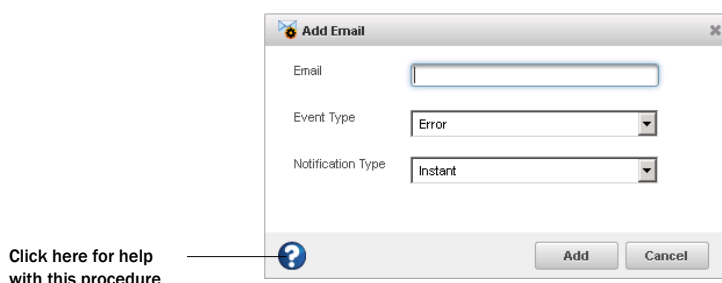 Add Email
Email
Event Type
Error
Notification Type
Instant
Click here for help
with this procedure
?
Add
Cancel